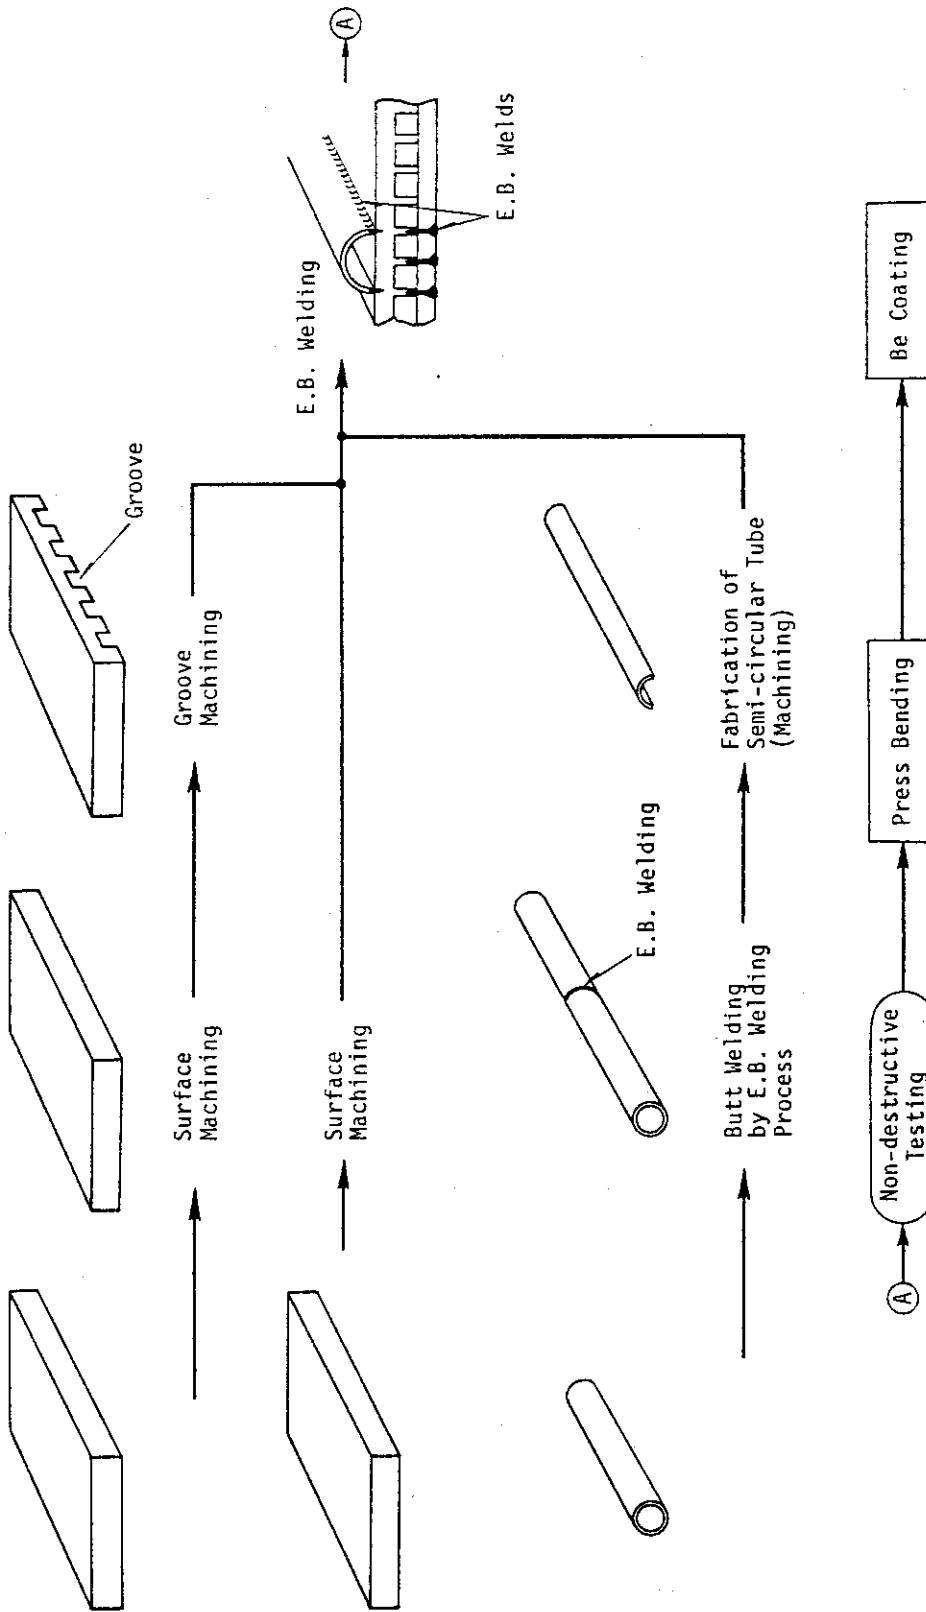 Groove
Surface
Machining
Groove
Machining
E.B. Welding
A
E.B. Welds
Surface
Machining
E.B. Welding
Butt Welding
by E.B. Welding
Process
Fabrication of
Semi-circular Tube
(Machining)
A
Non-destructive
Testing
Press Bending
Be Coating